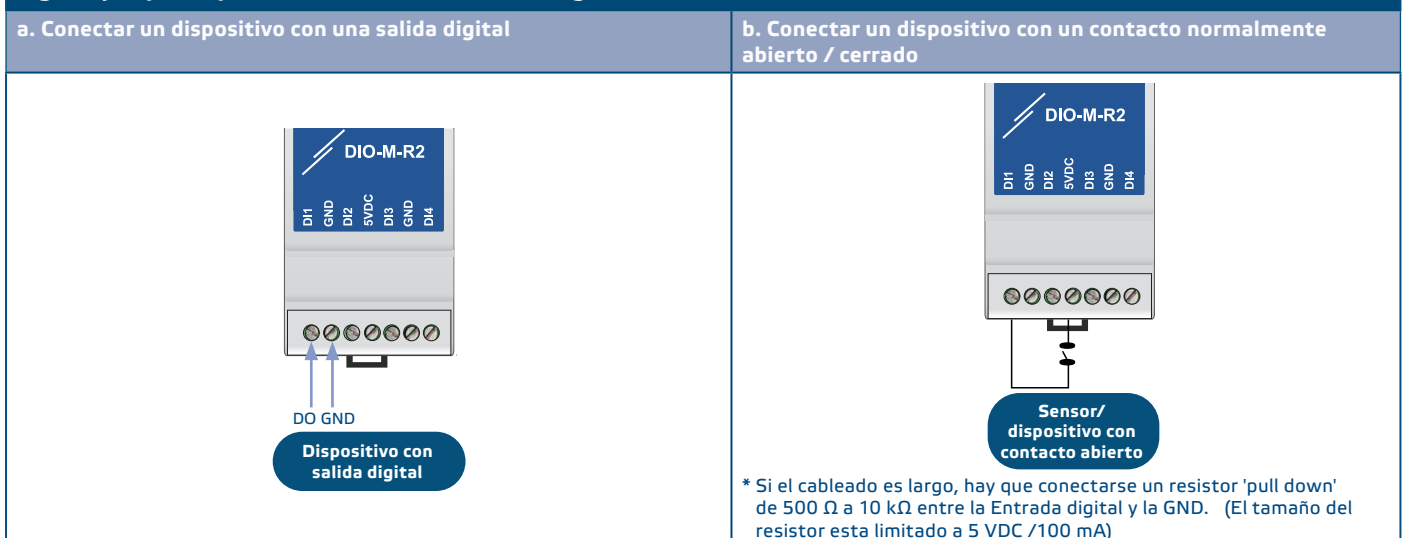 a. Conectar un dispositivo con una salida digital
b. Conectar un dispositivo con un contacto normalmente
abierto / cerrado
DIO-M-R2
DI1
GND
DI2
5VDC
DI3
GND
DI4
DO GND
Dispositivo con
salida digital
DIO-M-R2
DI1
GND
DI2
5VDC
DI3
GND
DI4
Sensor/
dispositivo con
contacto abierto
* Si el cableado es largo, hay que conectarse un resistor 'pull down'
de 500 Ω a 10 kΩ entre la Entrada digital y la GND. (El tamaño del
resistor esta limitado a 5 VDC /100 mA)